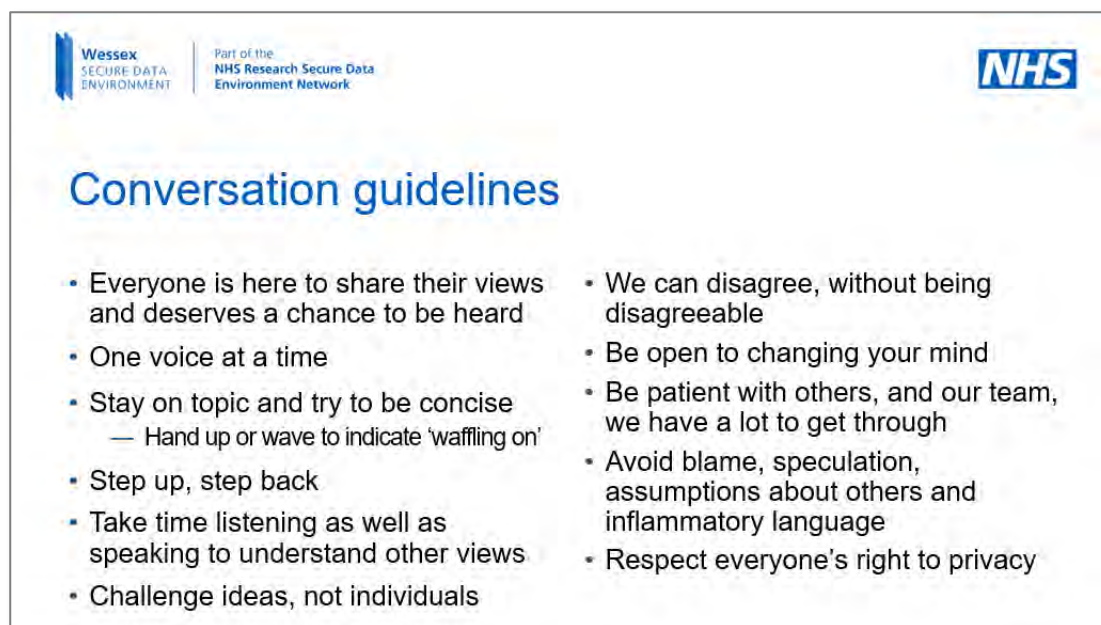 Wessex
SECURE DATA
ENVIRONMENT
Part of the
NHS Research Secure Data
Environment Network
NHS
Conversation guidelines
• Everyone is here to share their views
and deserves a chance to be heard
• One voice at a time
• Stay on topic and try to be concise
— Hand up or wave to indicate ‘waffling on’
• Step up, step back
• Take time listening as well as
speaking to understand other views
• Challenge ideas, not individuals
• We can disagree, without being
disagreeable
• Be open to changing your mind
• Be patient with others, and our team,
we have a lot to get through
• Avoid blame, speculation,
assumptions about others and
inflammatory language
• Respect everyone’s right to privacy